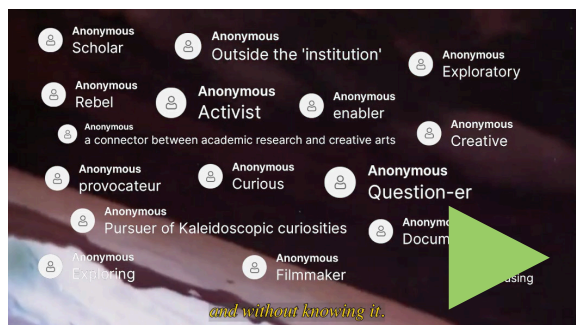 Anonymous
Scholar
Anonymous
Outside the 'institution'
Anonymous
Exploratory
Anonymous
Rebel
Anonymous
Activist
Anonymous
enabler
Anonymous
a connector between academic research and creative arts
Anonymous
Creative
Anonymous
provocateur
Anonymous
Curious
Anonymous
Question-er
Anonymous
Pursuer of Kaleidoscopic curiosities
Anonymous
Exploring
Anonymous
Filmmaker
and without knowing it.